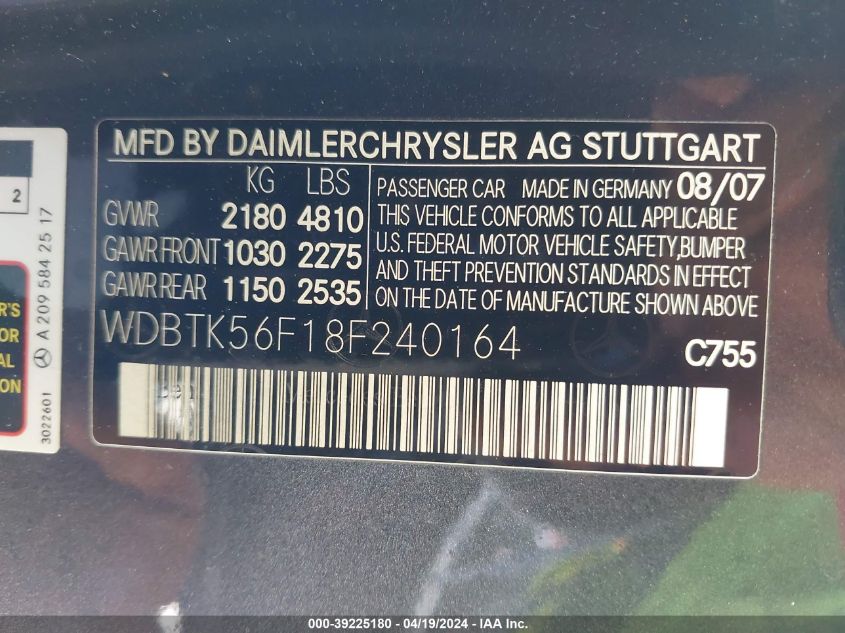 MFD BY DAIMLERCHRYSLER AG STUTTGART
KG LBS
GVWR 2180 4810
GAWR FRONT 1030 2275
GAWR REAR 1150 2535
PASSENGER CAR MADE IN GERMANY 08/07
THIS VEHICLE CONFORMS TO ALL APPLICABLE
U.S. FEDERAL MOTOR VEHICLE SAFETY,BUMPER
AND THEFT PREVENTION STANDARDS IN EFFECT
ON THE DATE OF MANUFACTURE SHOWN ABOVE
WDBTK56F18F240164
C755
2
A 209 584 25 17
R'S
OR
AL
ION
3022601
000-39225180 - 04/19/2024 - IAA Inc.